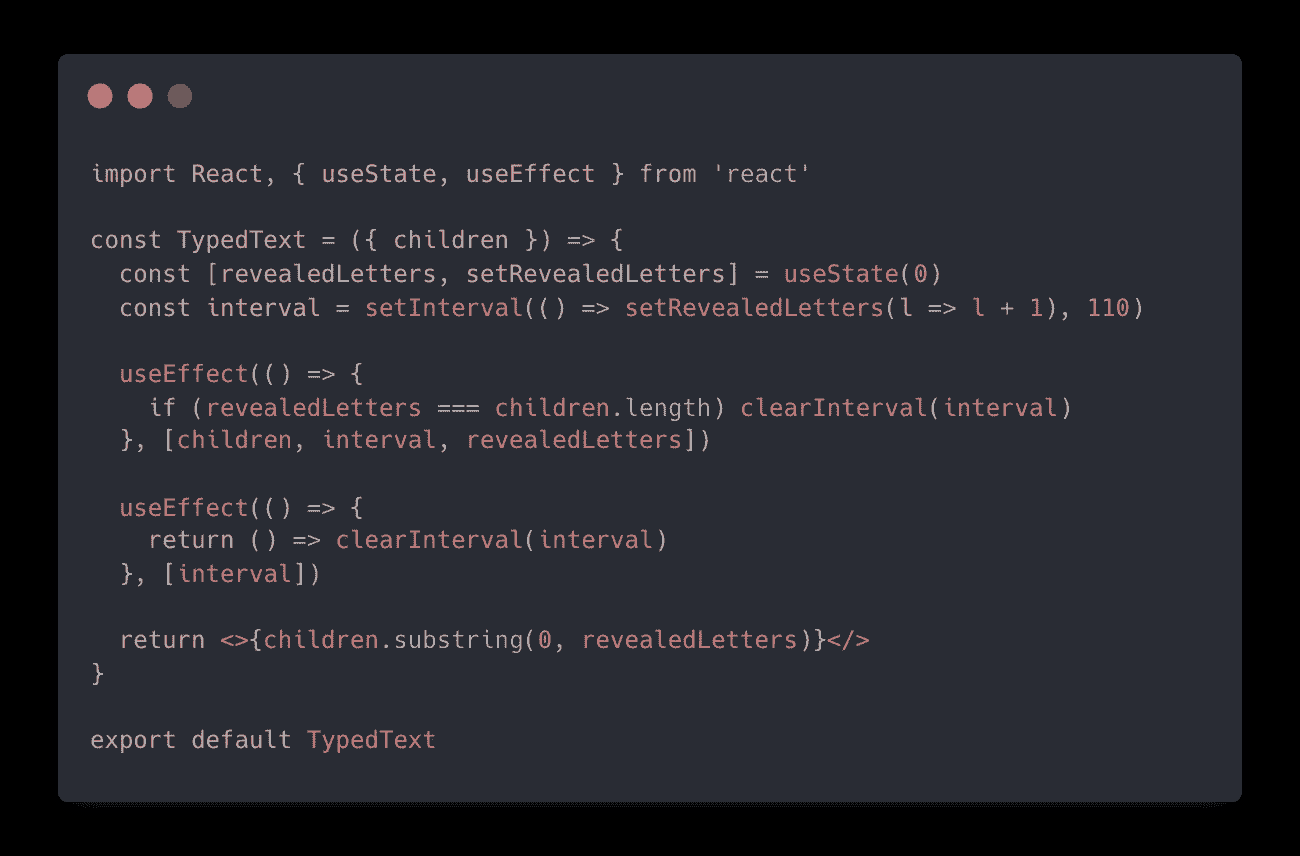 import React, { useState, useEffect } from 'react'
const TypedText = ({ children }) => {
  const [revealedLetters, setRevealedLetters] = useState(0)
  const interval = setInterval(() => setRevealedLetters(l => l + 1), 110)
  useEffect(() => {
    if (revealedLetters === children.length) clearInterval(interval)
  }, [children, interval, revealedLetters])
  useEffect(() => {
    return () => clearInterval(interval)
  }, [interval])
  return <>{children.substring(0, revealedLetters)}</>
}
export default TypedText